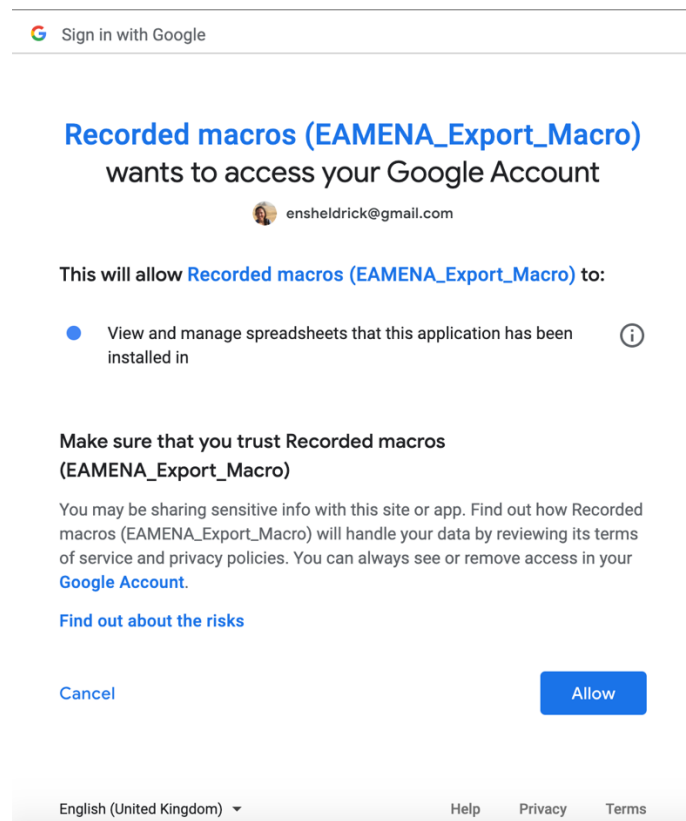 Sign in with Google
Recorded macros (EAMENA_Export_Macro)
wants to access your Google Account
ensheldrick@gmail.com
This will allow Recorded macros (EAMENA_Export_Macro) to:
View and manage spreadsheets that this application has been
installed in
Make sure that you trust Recorded macros
(EAMENA_Export_Macro)
You may be sharing sensitive info with this site or app. Find out how Recorded
macros (EAMENA_Export_Macro) will handle your data by reviewing its terms
of service and privacy policies. You can always see or remove access in your
Google Account.
Find out about the risks
Cancel
Allow
English (United Kingdom)
Help Privacy Terms